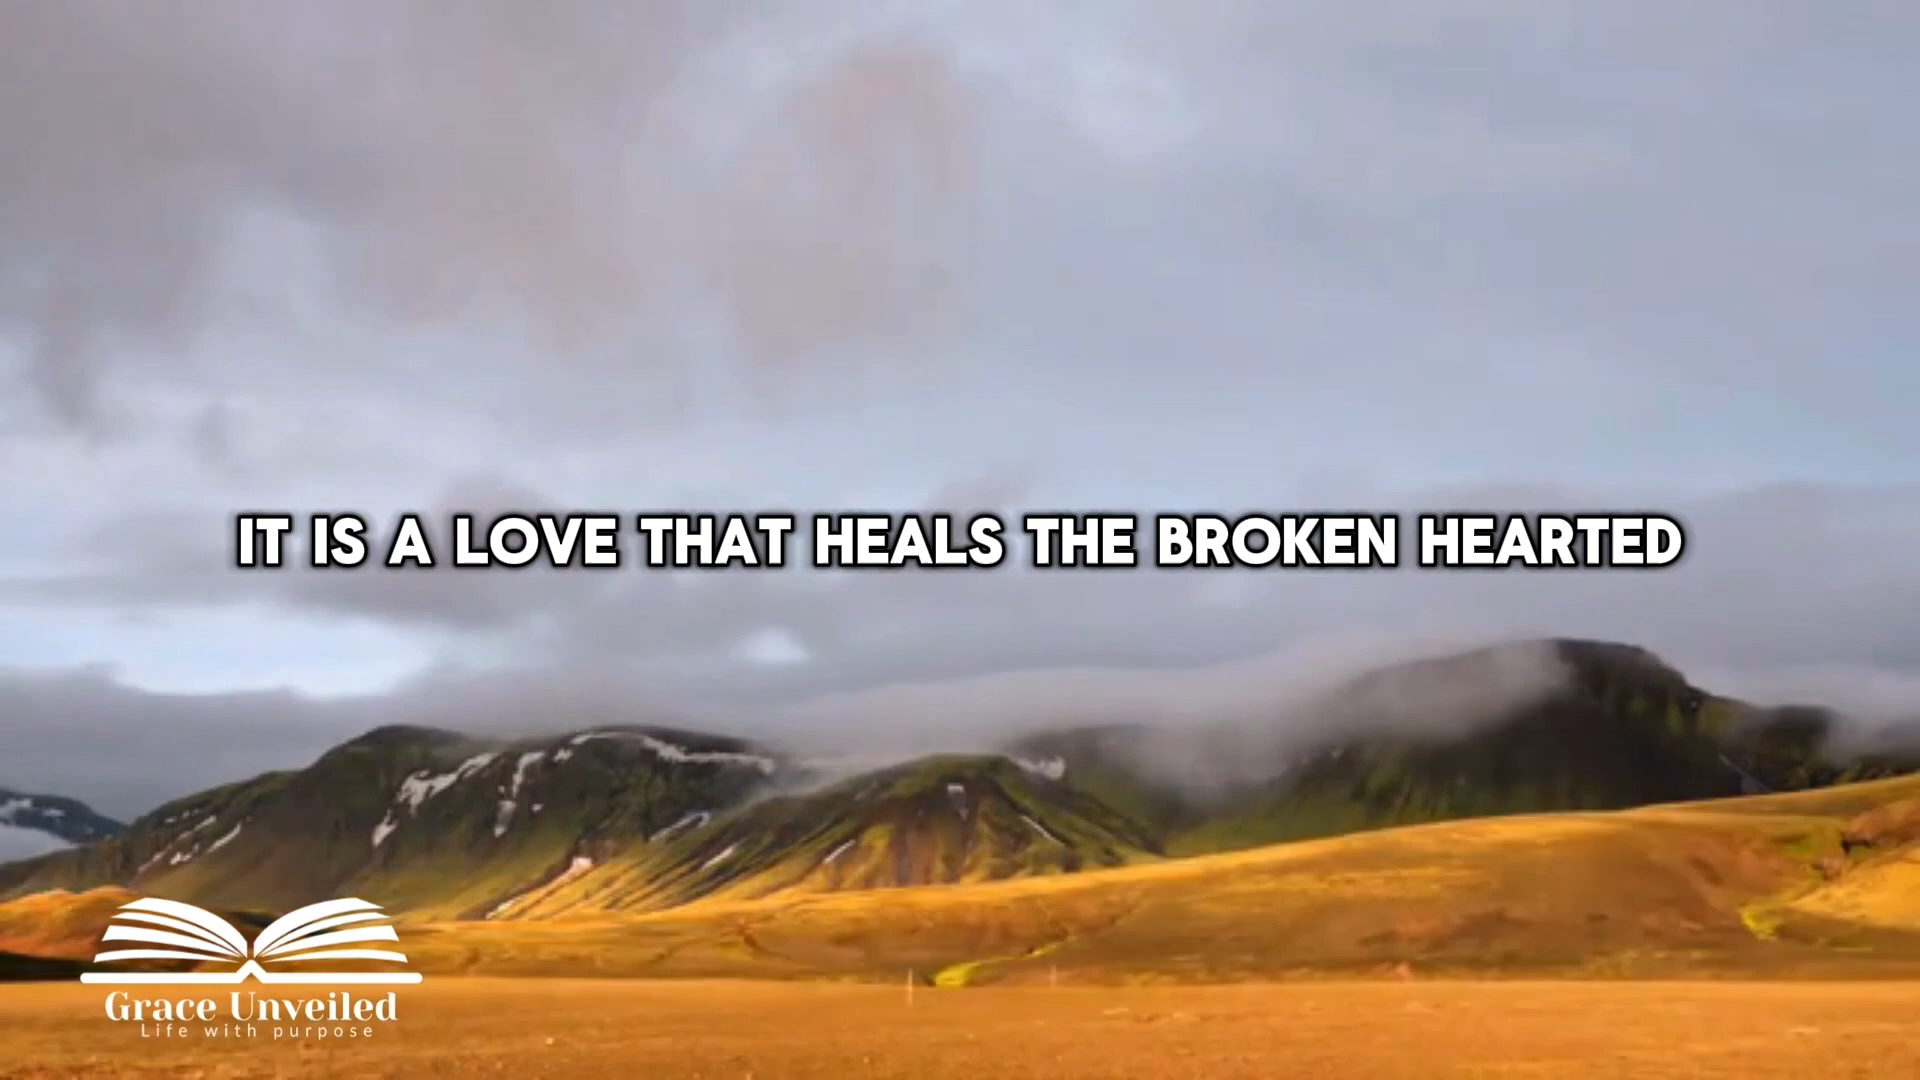 IT IS A LOVE THAT HEALS THE BROKEN HEARTED
Grace Unveiled
Life with purpose